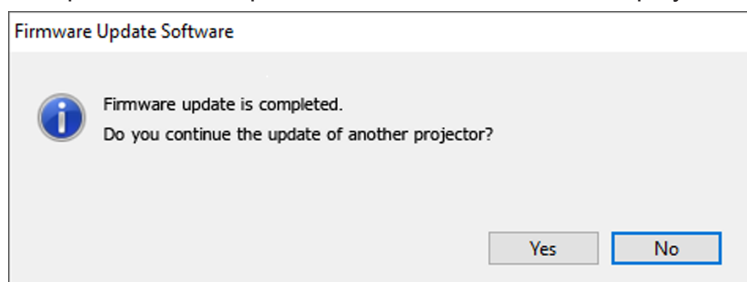 Firmware Update Software
Firmware update is completed.
Do you continue the update of another projector?
Yes
No